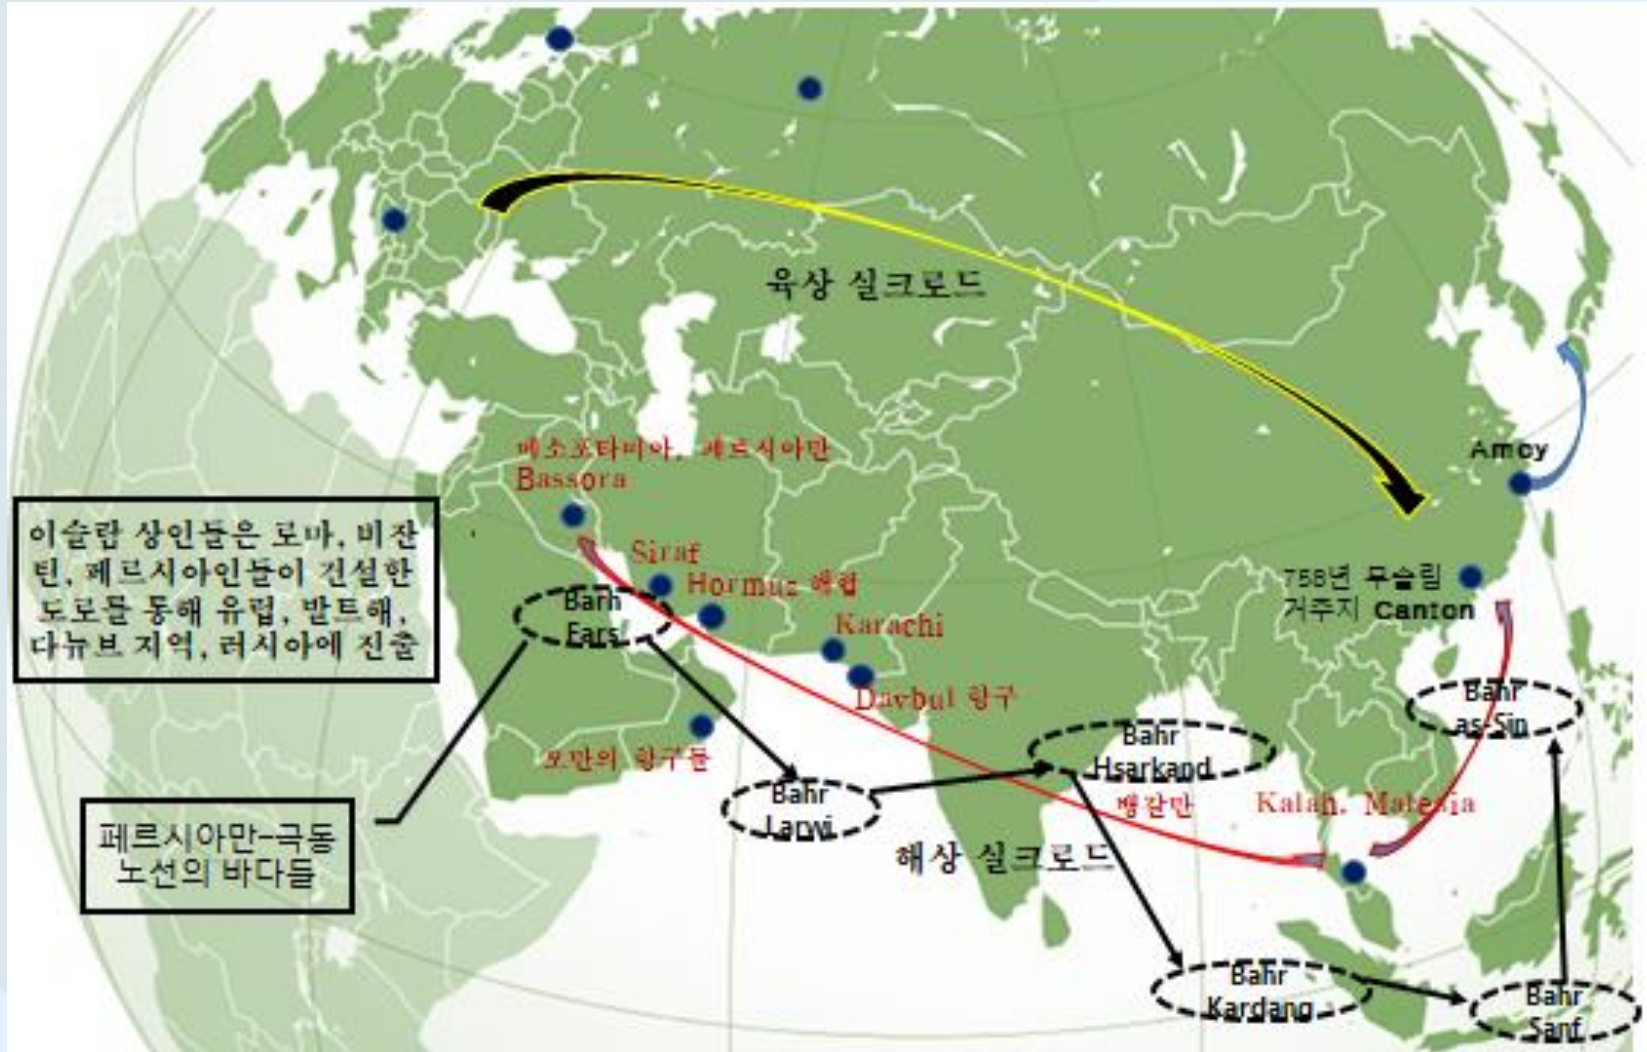 육상 실크로드
Amoy
메소포타미아, 페르시아만
Bassora
이슬람 상인들은 로마, 비잔
틴, 페르시아인들이 건설한
도로를 통해 유럽, 발트해,
다뉴브 지역, 러시아에 진출
Siraf
Hormuz 해협
758년 무슬림
거주지 Canton
Barh
Fars
Karachi
Davbul 항구
Bahr
as-Sin
오만의 항구들
Bahr
Hsarkand
Bahr
Larwi
벵갈만
Kalah, Malesia
페르시아만-극동
노선의 바다들
해상 실크로드
Bahr
Kardang
Bahr
Sanf